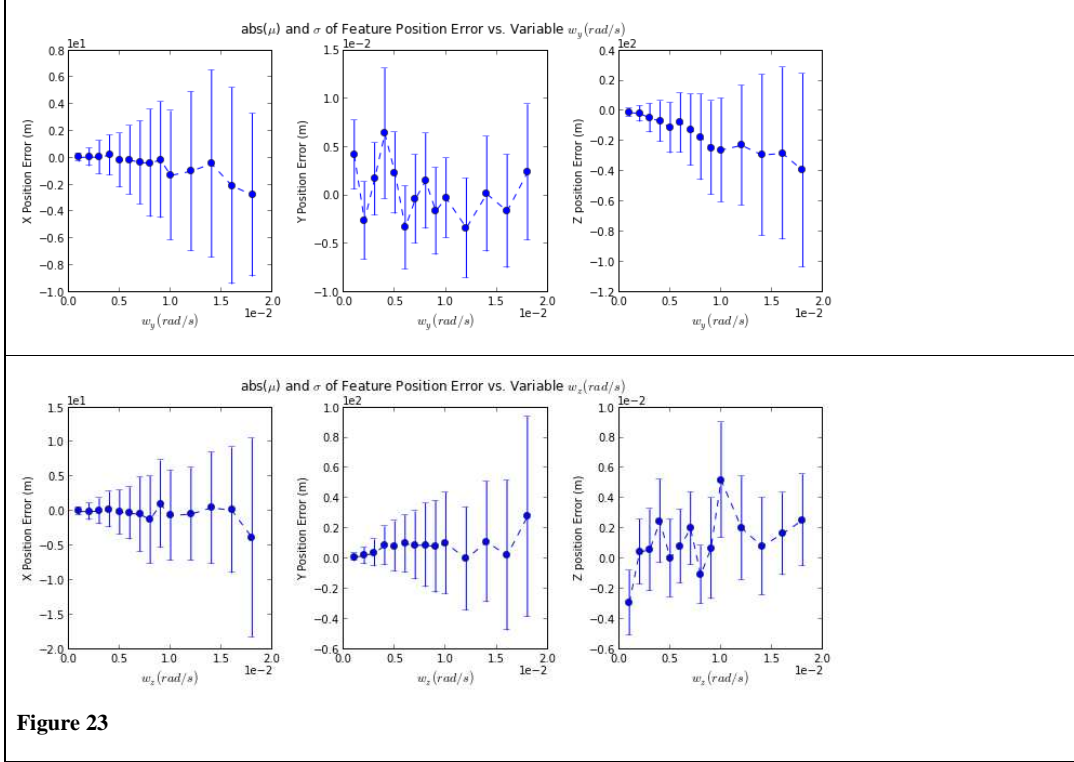 abs(μ) and σ of Feature Position Error vs. Variable w_y(rad/s)
1e1
0.8
0.6
0.4
0.2
0.0
−0.2
−0.4
−0.6
−0.8
−1.0
X Position Error (m)
0.0 0.5 1.0 1.5 2.0
1e−2
w_y(rad/s)
1e−2
1.5
1.0
0.5
0.0
−0.5
−1.0
Y Position Error (m)
0.0 0.5 1.0 1.5 2.0
1e−2
w_y(rad/s)
1e2
0.4
0.2
0.0
−0.2
−0.4
−0.6
−0.8
−1.0
−1.2
Z position Error (m)
0.0 0.5 1.0 1.5 2.0
1e−2
w_y(rad/s)
abs(μ) and σ of Feature Position Error vs. Variable w_z(rad/s)
1e1
1.5
1.0
0.5
0.0
−0.5
−1.0
−1.5
−2.0
X Position Error (m)
0.0 0.5 1.0 1.5 2.0
1e−2
w_z(rad/s)
1e2
1.0
0.8
0.6
0.4
0.2
0.0
−0.2
−0.4
−0.6
Y Position Error (m)
0.0 0.5 1.0 1.5 2.0
1e−2
w_z(rad/s)
1e−2
1.0
0.8
0.6
0.4
0.2
0.0
−0.2
−0.4
−0.6
Z position Error (m)
0.0 0.5 1.0 1.5 2.0
1e−2
w_z(rad/s)
Figure 23